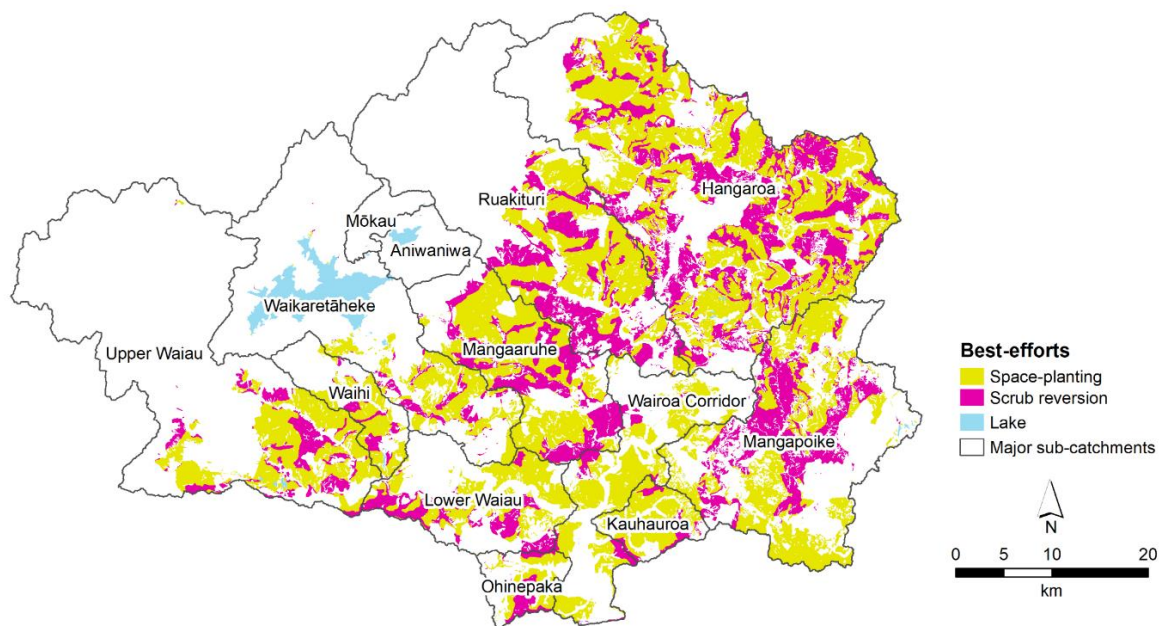 Hangaroa
Ruakituri
Mōkau
Aniwaniwa
Waikaretāheke
Upper Waiau
Mangaaruhe
Waihi
Wairoa Corridor
Mangapoike
Lower Waiau
Kauhauroa
Ohinepaka
Best-efforts
Space-planting
Scrub reversion
Lake
Major sub-catchments
N
0 5 10 20
km